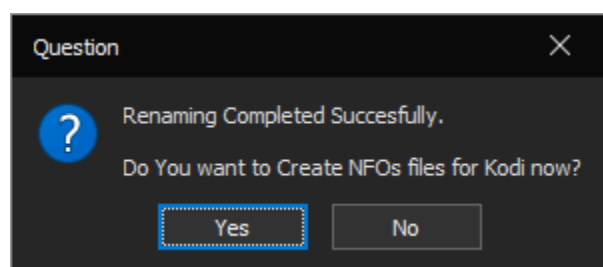 Question
Renaming Completed Succesfully.
Do You want to Create NFOs files for Kodi now?
Yes No